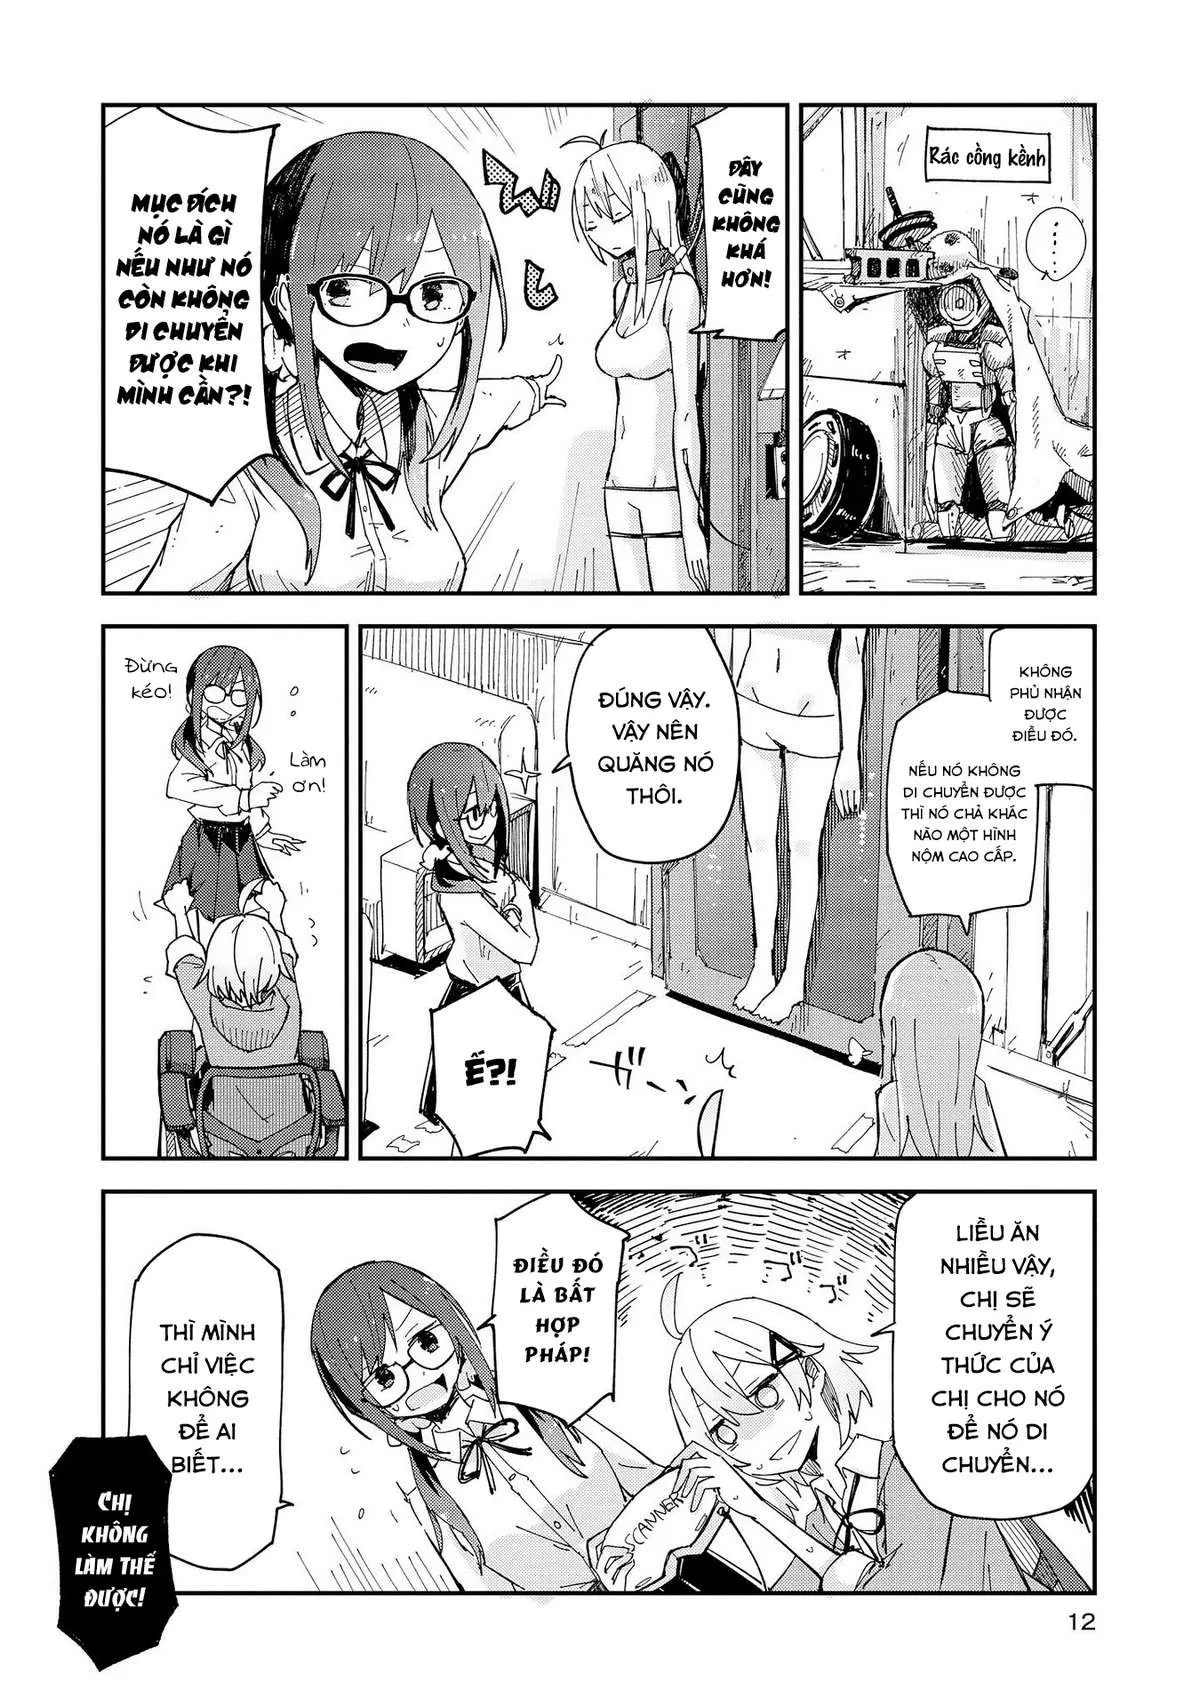 Rác cồng kềnh
......
ĐÂY
CŨNG
KHÔNG
KHÁ
HƠN!
MỤC ĐÍCH
NÓ LÀ GÌ
NẾU NHƯ NÓ
CÒN KHÔNG
DI CHUYỂN
ĐƯỢC KHI
MÌNH CẦN?!
KHÔNG
PHỦ NHẬN
ĐƯỢC
ĐIỀU ĐÓ.
NẾU NÓ KHÔNG
DI CHUYỂN ĐƯỢC
THÌ NÓ CHẢ KHÁC
NÀO MỘT HÌNH
NỘM CAO CẤP.
ĐÚNG VẬY.
VẬY NÊN
QUĂNG NÓ
THÔI.
Ế?!
ガシ
Đừng
kéo!
Làm
ơn!
LIỀU ĂN
NHIỀU VẬY,
CHỊ SẼ
CHUYỂN Ý
THỨC CỦA
CHỊ CHO NÓ
ĐỂ NÓ DI
CHUYỂN...
ĐIỀU ĐÓ
LÀ BẤT
HỢP
PHÁP!
SCANNER
THÌ MÌNH
CHỈ VIỆC
KHÔNG
ĐỂ AI
BIẾT...
CHỊ
KHÔNG
LÀM THẾ
ĐƯỢC!
12